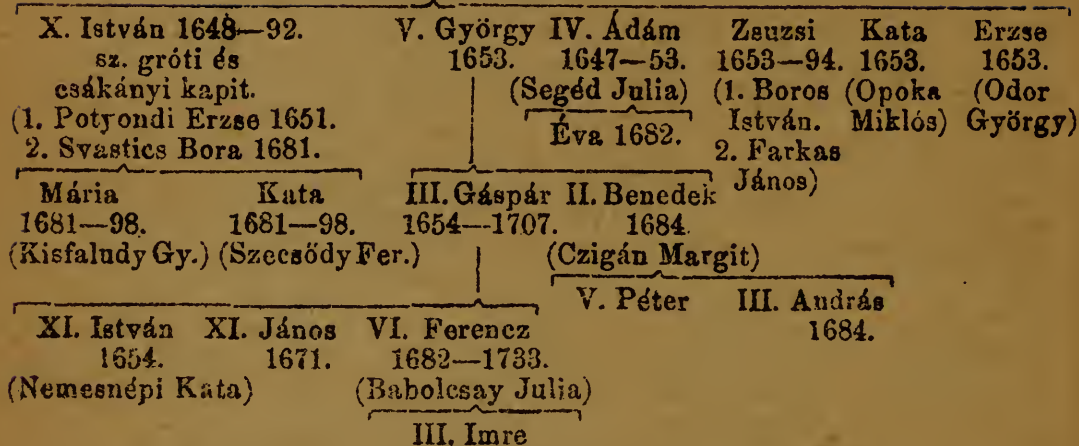 X. István 1648—92. V. György IV. Ádám Zsuzsi Kata Erzse
sz. gróti és 1653. 1647—53. 1653—94. 1653. 1653.
csákányi kapit. (Segéd Julia) (1. Boros (Opoka (Odor
(1. Potyondi Erzse 1651. Éva 1682. István. Miklós) György)
2. Svastics Bora 1681. 2. Farkas
Mária Kata III. Gáspár II. Benedek János)
1681—98. 1681—98. 1654—1707. 1684.
(Kisfaludy Gy.) (Szecsődy Fer.) (Czigán Margit)
V. Péter III. András
XI. István XI. János VI. Ferencz 1684.
1654. 1671. 1682—1733.
(Nemesnépi Kata) (Babolcsay Julia)
III. Imre